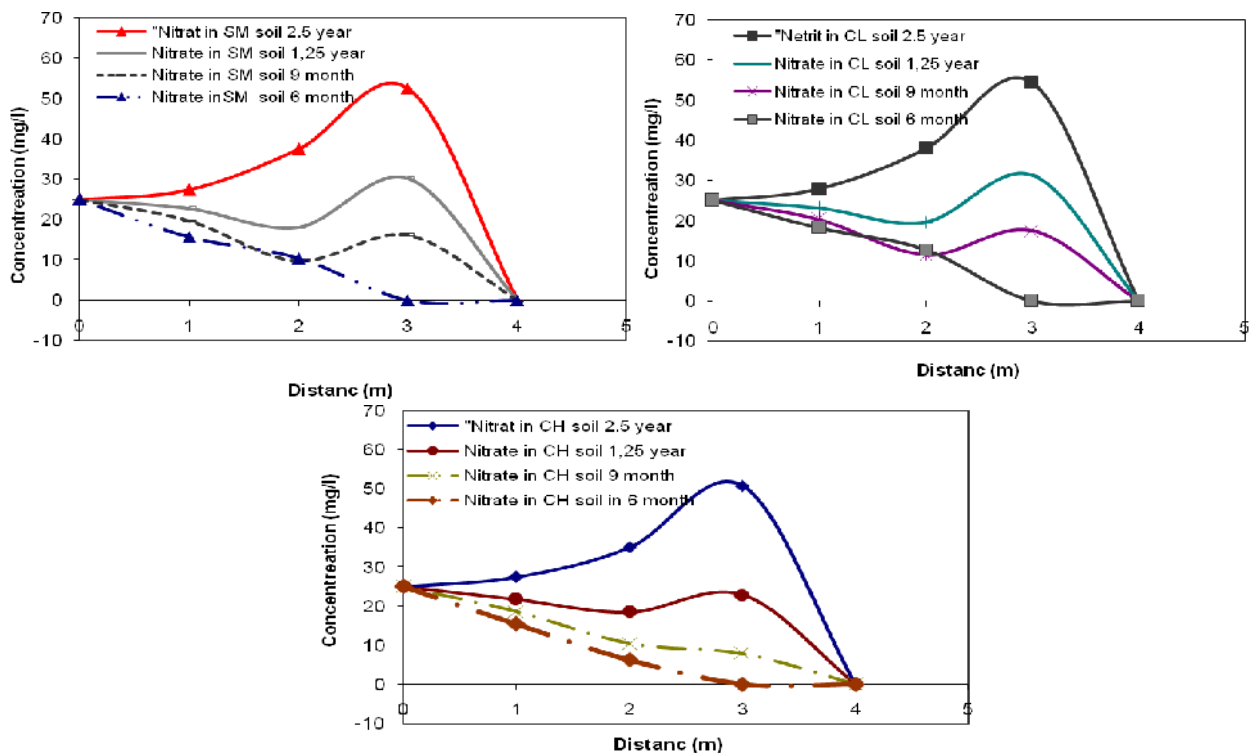 70
60
50
40
30
20
10
0
-10
Concentreation (mg/l)
"Nitrat in SM soil 2.5 year
Nitrate in SM soil 1,25 year
Nitrate in SM soil 9 month
Nitrate in SM soil 6 month
0 1 2 3 4 5
Distanc (m)
70
60
50
40
30
20
10
0
-10
Concentreation (mg/l)
"Netrit in CL soil 2.5 year
Nitrate in CL soil 1,25 year
Nitrate in CL soil 9 month
Nitrate in CL soil 6 month
0 1 2 3 4 5
Distanc (m)
70
60
50
40
30
20
10
0
-10
Concentreation (mg/l)
"Nitrat in CH soil 2.5 year
Nitrate in CH soil 1,25 year
Nitrate in CH soil 9 month
Nitrate in CH soil in 6 month
0 1 2 3 4 5
Distanc (m)